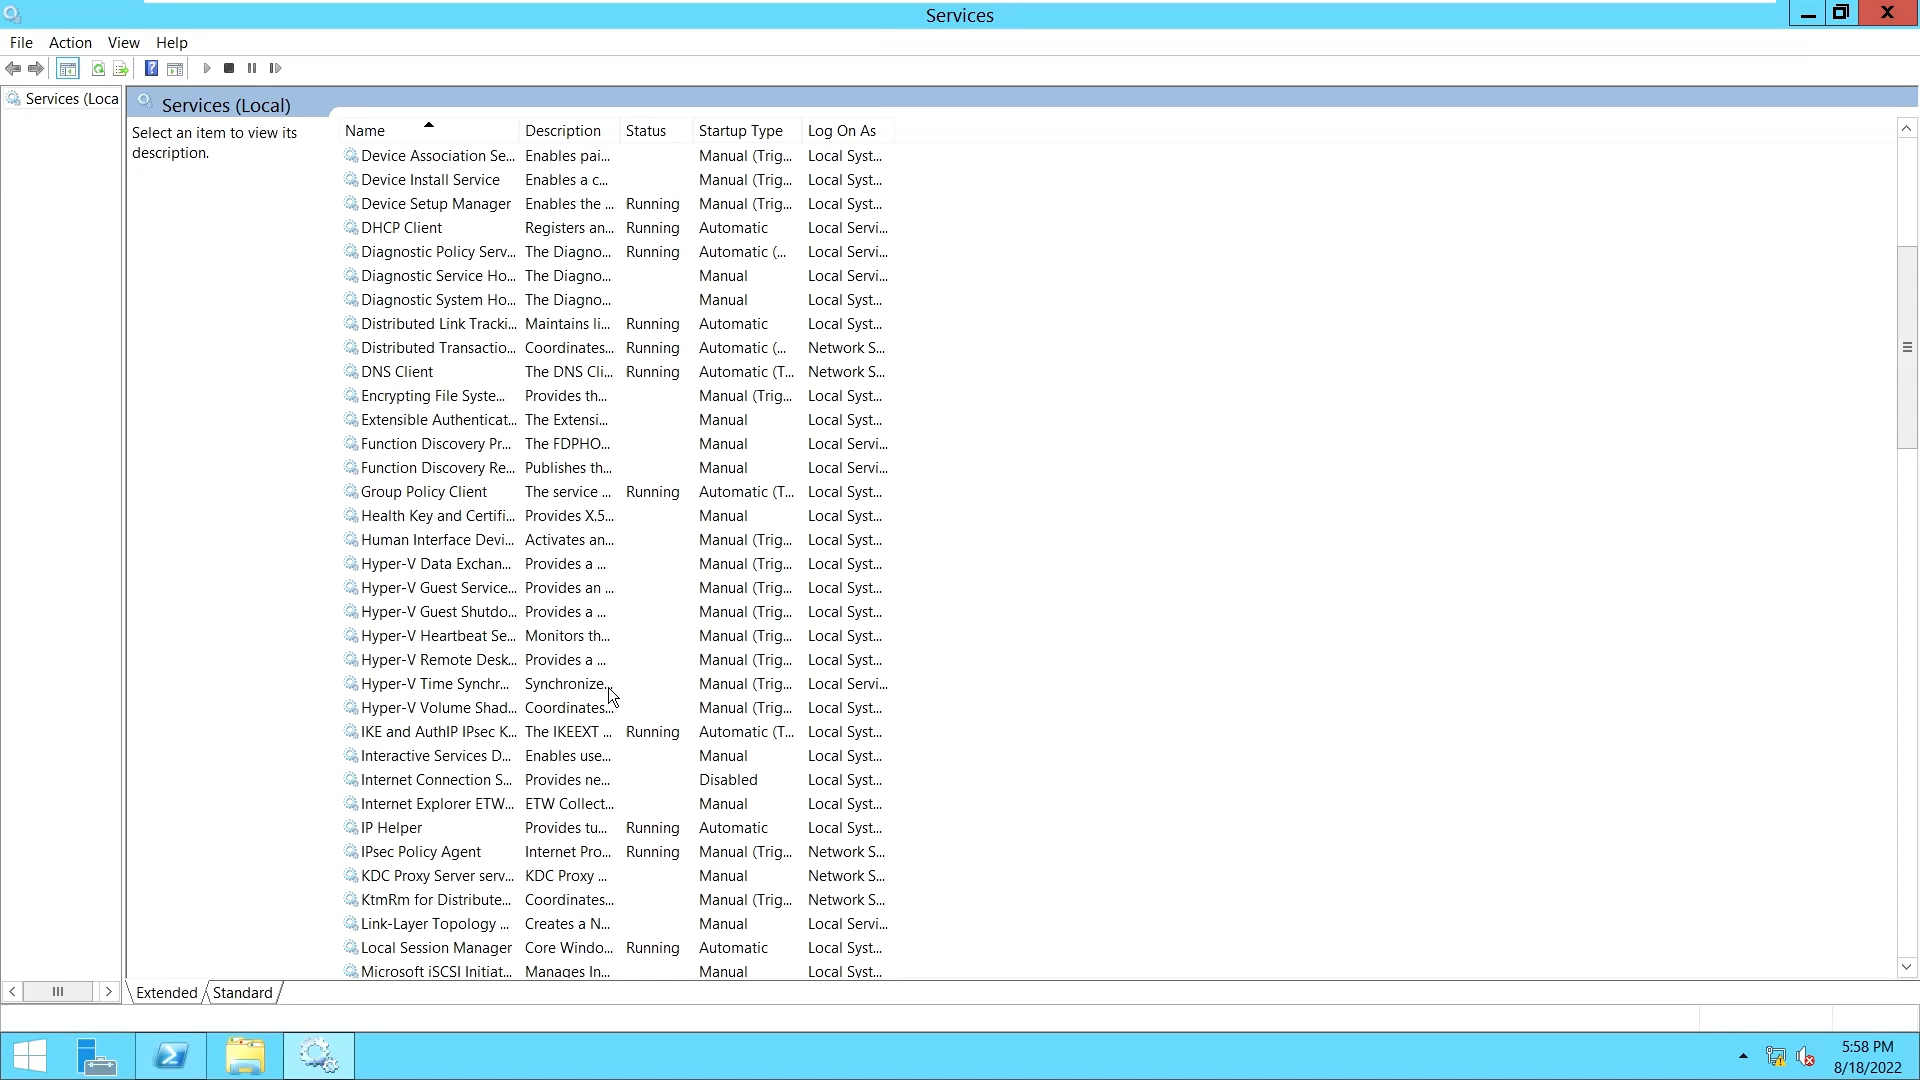 Services
File Action View Help
Services (Loca
Services (Local)
Select an item to view its
description.
Name Description Status Startup Type Log On As
Device Association Se... Enables pai... Manual (Trig... Local Syst...
Device Install Service Enables a c... Manual (Trig... Local Syst...
Device Setup Manager Enables the ... Running Manual (Trig... Local Syst...
DHCP Client Registers an... Running Automatic Local Servi...
Diagnostic Policy Serv... The Diagno... Running Automatic (... Local Servi...
Diagnostic Service Ho... The Diagno... Manual Local Servi...
Diagnostic System Ho... The Diagno... Manual Local Syst...
Distributed Link Tracki... Maintains li... Running Automatic Local Syst...
Distributed Transactio... Coordinates... Running Automatic (... Network S...
DNS Client The DNS Cli... Running Automatic (T... Network S...
Encrypting File Syste... Provides th... Manual (Trig... Local Syst...
Extensible Authenticat... The Extensi... Manual Local Syst...
Function Discovery Pr... The FDPHO... Manual Local Servi...
Function Discovery Re... Publishes th... Manual Local Servi...
Group Policy Client The service ... Running Automatic (T... Local Syst...
Health Key and Certifi... Provides X.5... Manual Local Syst...
Human Interface Devi... Activates an... Manual (Trig... Local Syst...
Hyper-V Data Exchan... Provides a ... Manual (Trig... Local Syst...
Hyper-V Guest Service... Provides an ... Manual (Trig... Local Syst...
Hyper-V Guest Shutdo... Provides a ... Manual (Trig... Local Syst...
Hyper-V Heartbeat Se... Monitors th... Manual (Trig... Local Syst...
Hyper-V Remote Desk... Provides a ... Manual (Trig... Local Syst...
Hyper-V Time Synchr... Synchronize... Manual (Trig... Local Servi...
Hyper-V Volume Shad... Coordinates... Manual (Trig... Local Syst...
IKE and AuthIP IPsec K... The IKEEXT ... Running Automatic (T... Local Syst...
Interactive Services D... Enables use... Manual Local Syst...
Internet Connection S... Provides ne... Disabled Local Syst...
Internet Explorer ETW... ETW Collect... Manual Local Syst...
IP Helper Provides tu... Running Automatic Local Syst...
IPsec Policy Agent Internet Pro... Running Manual (Trig... Network S...
KDC Proxy Server serv... KDC Proxy ... Manual Network S...
KtmRm for Distribute... Coordinates... Manual (Trig... Network S...
Link-Layer Topology ... Creates a N... Manual Local Servi...
Local Session Manager Core Windo... Running Automatic Local Syst...
Microsoft iSCSI Initiat... Manages In... Manual Local Syst...
Extended Standard
5:58 PM
8/18/2022